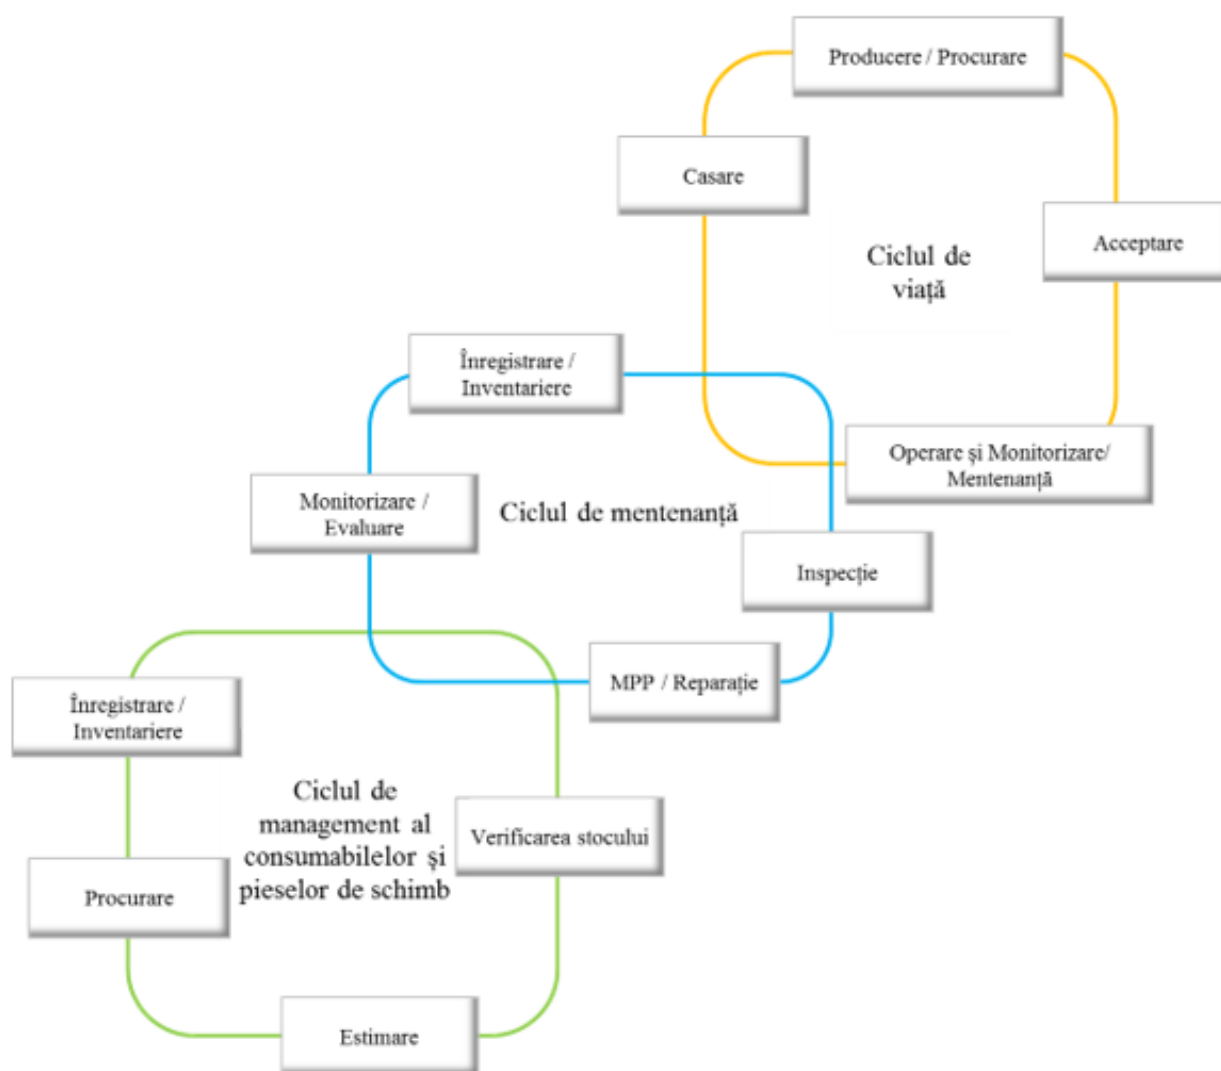 Producere / Procurare
Casare
Acceptare
Ciclul de
viață
Înregistrare /
Inventariere
Operare și Monitorizare/
Mentenanță
Monitorizare /
Evaluare
Ciclul de mentenanță
Inspecție
MPP / Reparație
Înregistrare /
Inventariere
Ciclul de
management al
consumabilelor și
pieselor de schimb
Verificarea stocului
Procurare
Estimare